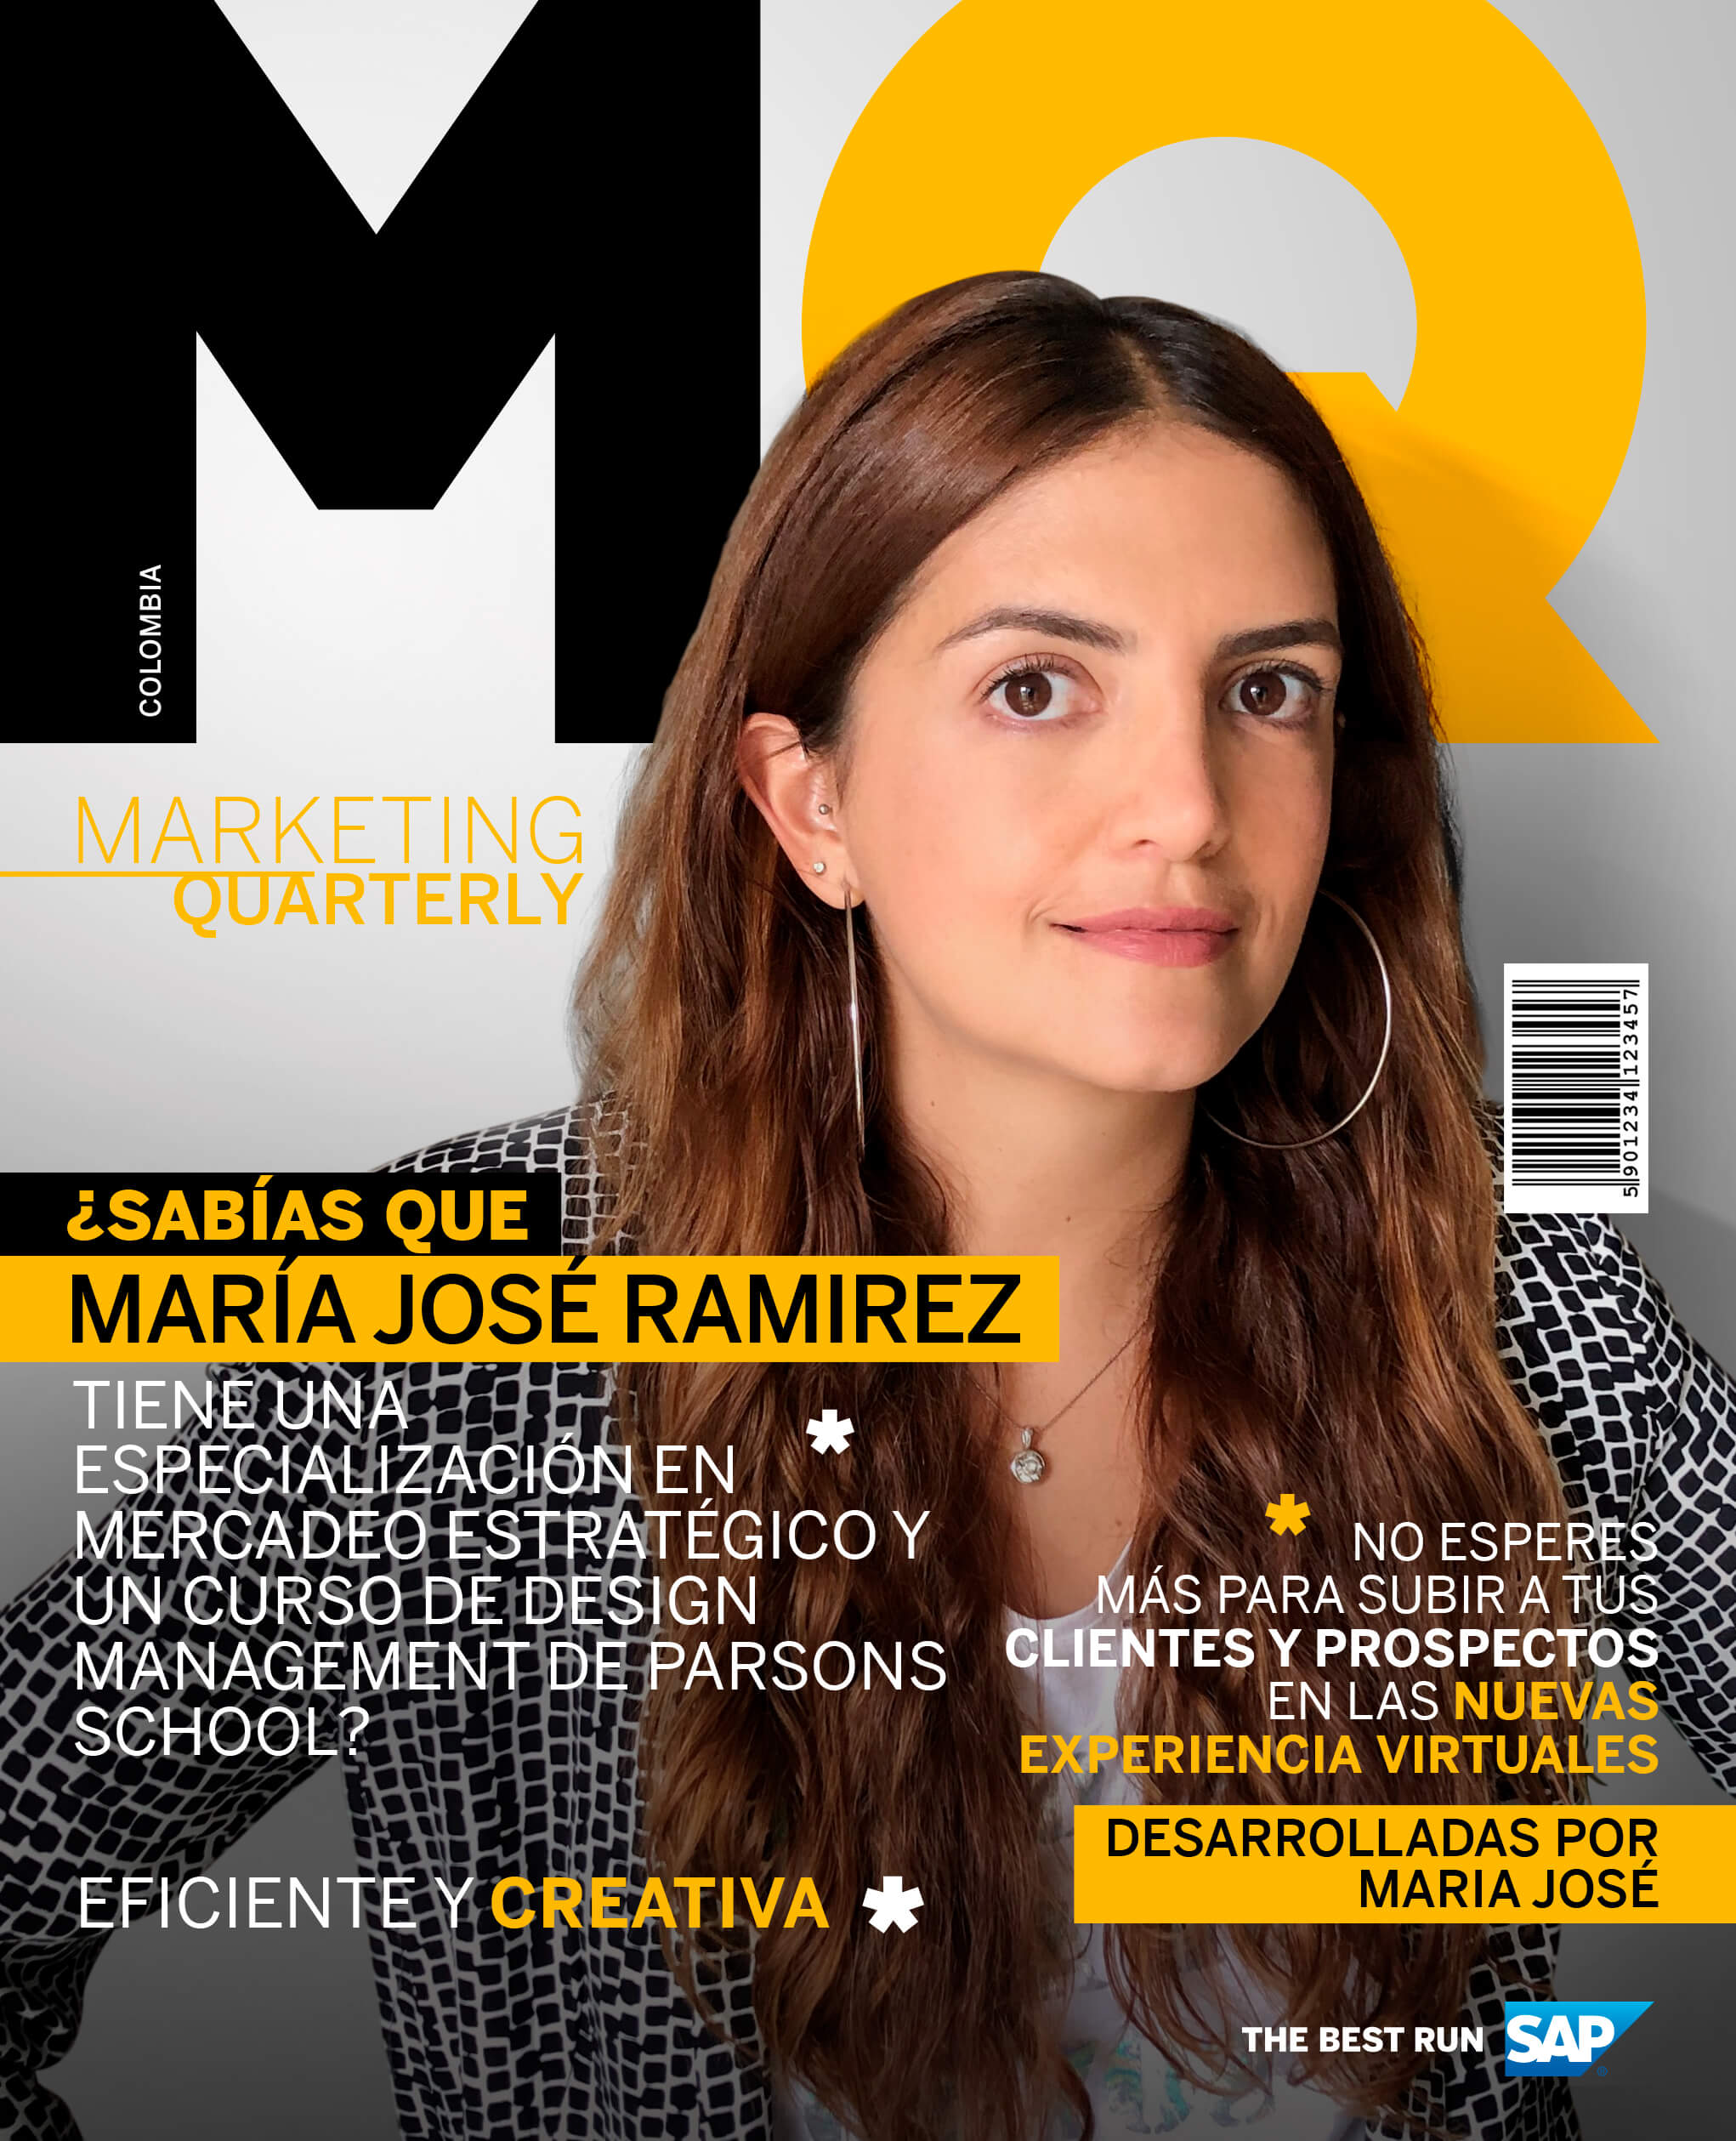 MQ
COLOMBIA
MARKETING
QUARTERLY
5901234123457
¿SABÍAS QUE
MARÍA JOSÉ RAMIREZ
TIENE UNA
ESPECIALIZACIÓN EN *
MERCADEO ESTRATÉGICO Y
UN CURSO DE DESIGN
MANAGEMENT DE PARSONS
SCHOOL?
EFICIENTE Y CREATIVA *
* NO ESPERES
MÁS PARA SUBIR A TUS
CLIENTES Y PROSPECTOS
EN LAS NUEVAS
EXPERIENCIA VIRTUALES
DESARROLLADAS POR
MARIA JOSÉ
THE BEST RUN SAP®